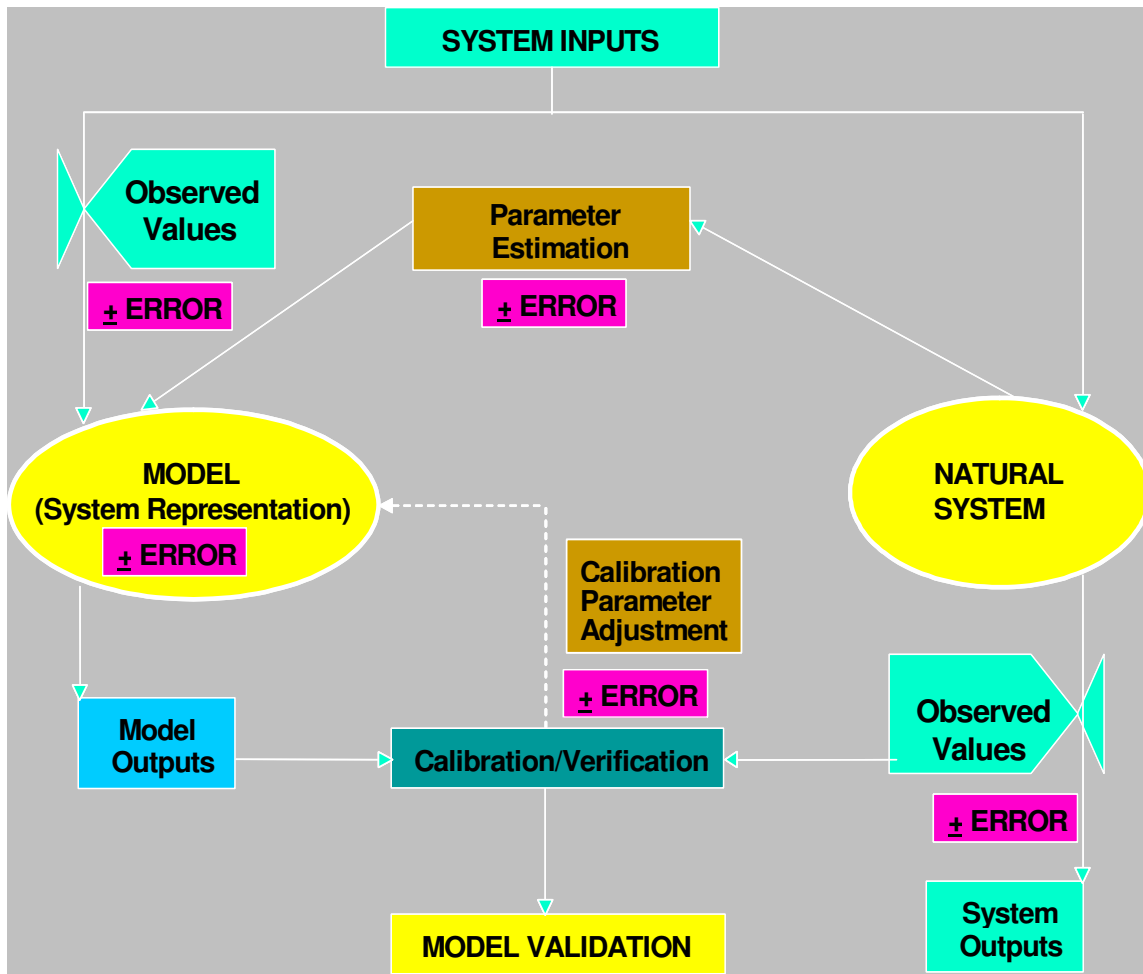 SYSTEM INPUTS
Observed
Values
± ERROR
Parameter
Estimation
± ERROR
MODEL
(System Representation)
± ERROR
NATURAL
SYSTEM
Calibration
Parameter
Adjustment
± ERROR
Model
Outputs
Calibration/Verification
Observed
Values
± ERROR
System
Outputs
MODEL VALIDATION